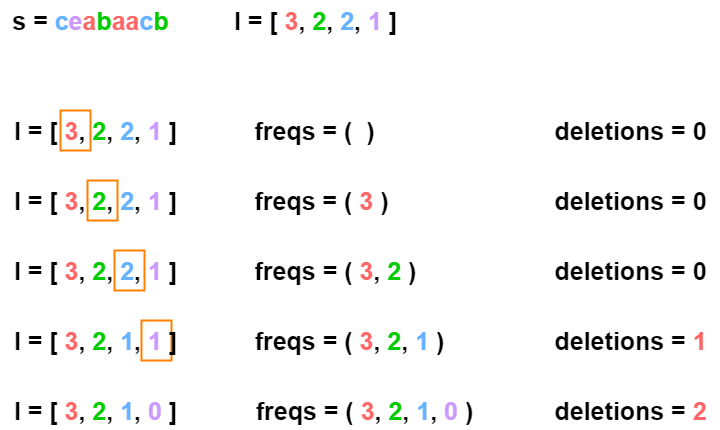 s = ceabaacb l = [ 3, 2, 2, 1 ]
l = [ 3, 2, 2, 1 ] freqs = ( ) deletions = 0
l = [ 3, 2, 2, 1 ] freqs = ( 3 ) deletions = 0
l = [ 3, 2, 2, 1 ] freqs = ( 3, 2 ) deletions = 0
l = [ 3, 2, 1, 1 ] freqs = ( 3, 2, 1 ) deletions = 1
l = [ 3, 2, 1, 0 ] freqs = ( 3, 2, 1, 0 ) deletions = 2